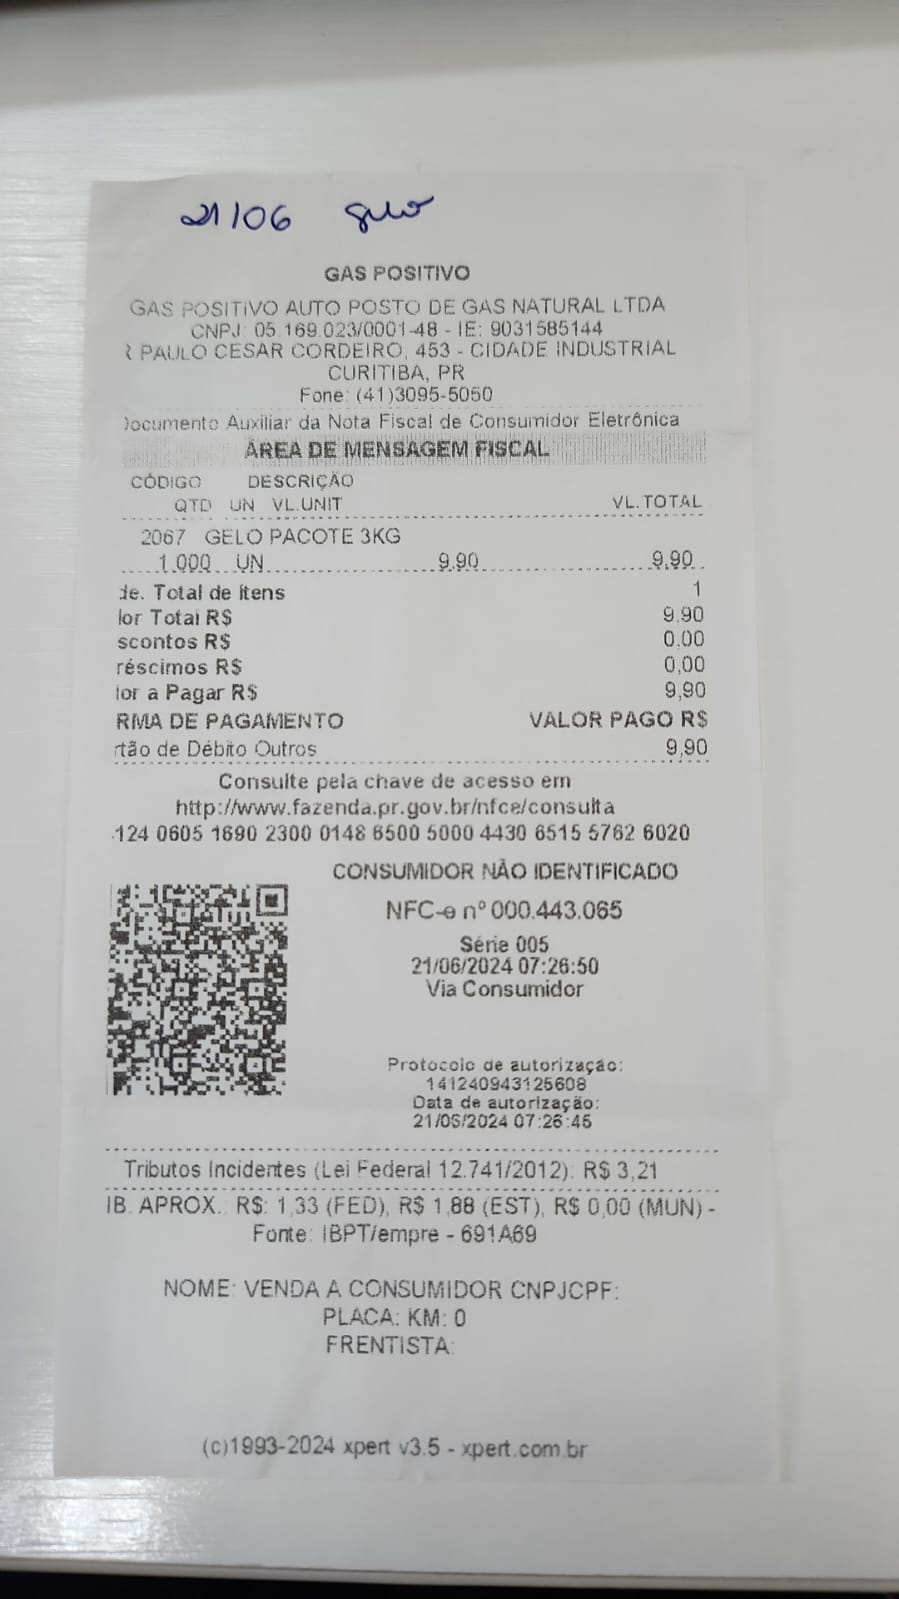 21/06 gelo
GAS POSITIVO
GAS POSITIVO AUTO POSTO DE GAS NATURAL LTDA
CNPJ: 05.169.023/0001-48 - IE: 9031585144
R PAULO CESAR CORDEIRO, 453 - CIDADE INDUSTRIAL
CURITIBA, PR
Fone: (41)3095-5050
Documento Auxiliar da Nota Fiscal de Consumidor Eletrônica
ÁREA DE MENSAGEM FISCAL
CÓDIGO DESCRIÇÃO
QTD UN VL.UNIT VL.TOTAL
2067 GELO PACOTE 3KG
1.000 UN 9.90 9.90
de. Total de Itens 1
lor Total R$ 9.90
scontos R$ 0,00
réscimos R$ 0,00
lor a Pagar R$ 9,90
RMA DE PAGAMENTO VALOR PAGO R$
rtão de Débito Outros 9,90
Consulte pela chave de acesso em
http://www.fazenda.pr.gov.br/nfce/consulta
124 0605 1690 2300 0148 6500 5000 4430 6515 5762 6020
CONSUMIDOR NÃO IDENTIFICADO
NFC-e nº 000.443.065
Série 005
21/06/2024 07:26:50
Via Consumidor
Protocolo de autorização:
141240943125608
Data de autorização:
21/06/2024 07:26:46
Tributos Incidentes (Lei Federal 12.741/2012): R$ 3,21
IB. APROX.: R$: 1,33 (FED), R$ 1,88 (EST), R$ 0,00 (MUN) -
Fonte: IBPT/empre - 691A69
NOME: VENDA A CONSUMIDOR CNPJCPF:
PLACA: KM: 0
FRENTISTA:
(c)1993-2024 xpert v3.5 - xpert.com.br